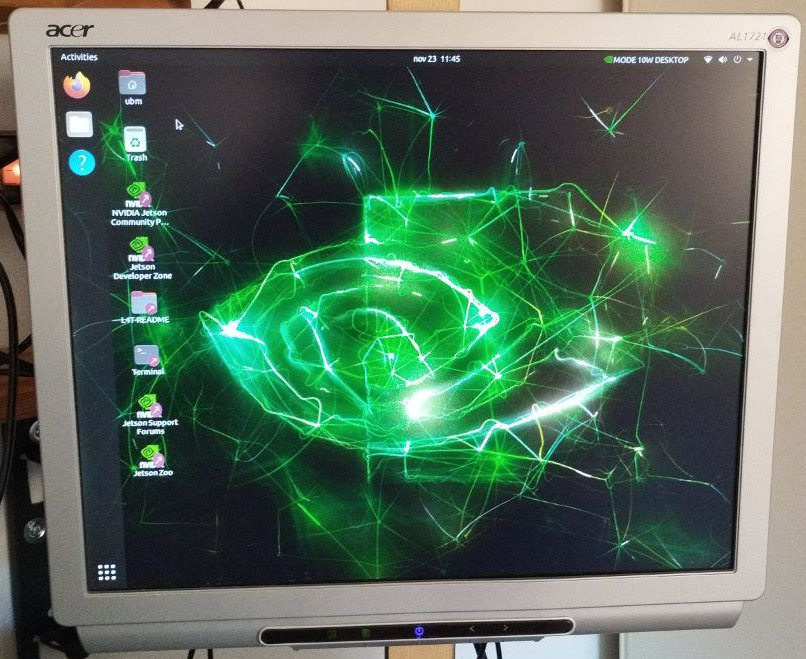 acer
AL1721
Activities
nov 23 11:45
MODE 10W DESKTOP
ubm
Trash
NVIDIA Jetson
Community P...
Jetson
Developer Zone
L4T-README
Terminal
Jetson Support
Forums
Jetson Zoo